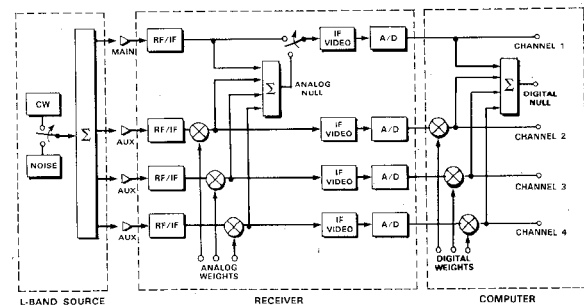 MAIN
RF/IF
IF
VIDEO
A/D
CHANNEL 1
Σ
ANALOG
NULL
Σ
DIGITAL
NULL
CW
NOISE
Σ
AUX
RF/IF
IF
VIDEO
A/D
CHANNEL 2
AUX
RF/IF
IF
VIDEO
A/D
CHANNEL 3
AUX
RF/IF
IF
VIDEO
A/D
CHANNEL 4
ANALOG
WEIGHTS
DIGITAL
WEIGHTS
L-BAND SOURCE
RECEIVER
COMPUTER